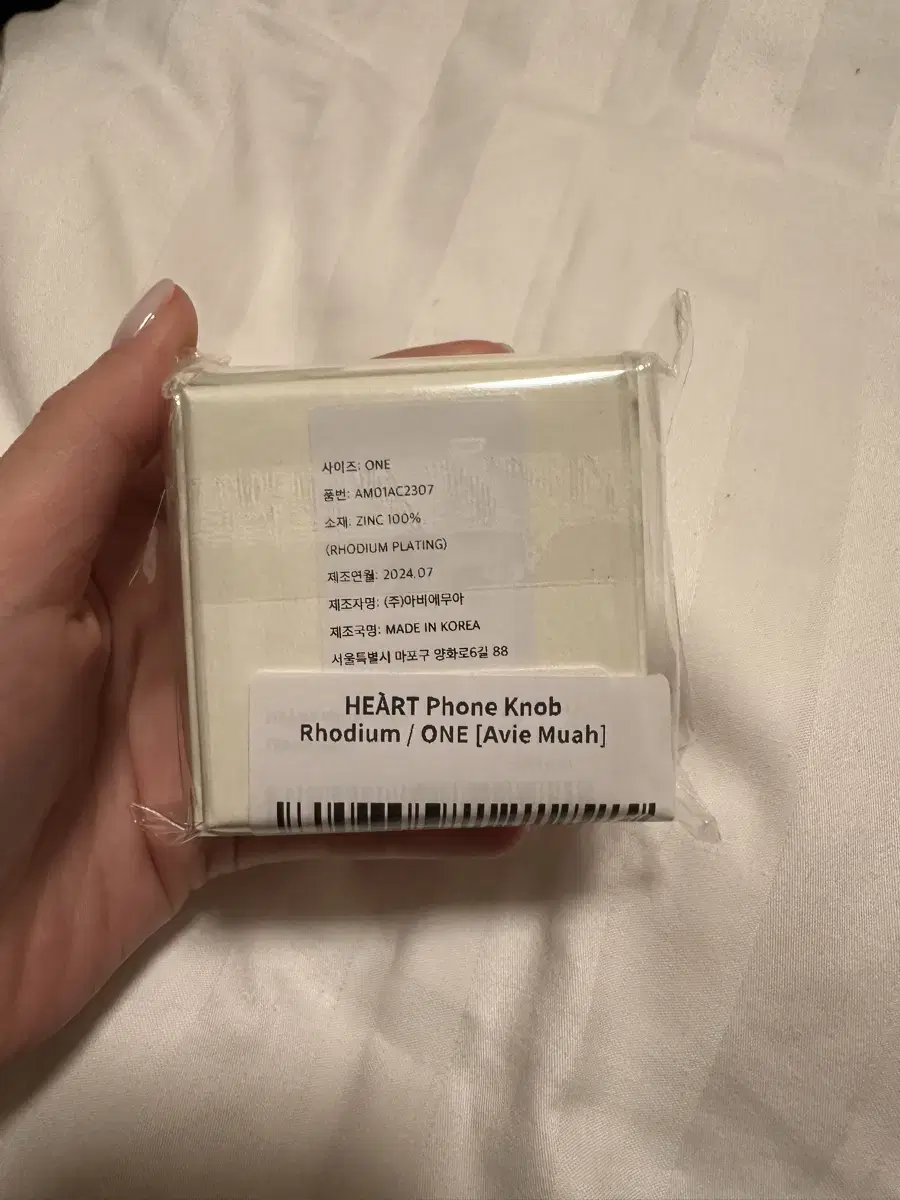 사이즈: ONE
품번: AM01AC2307
소재: ZINC 100%
(RHODIUM PLATING)
제조연월: 2024.07
제조자명: (주)아비에무아
제조국명: MADE IN KOREA
서울특별시 마포구 양화로6길 88
HEÀRT Phone Knob
Rhodium / ONE [Avie Muah]